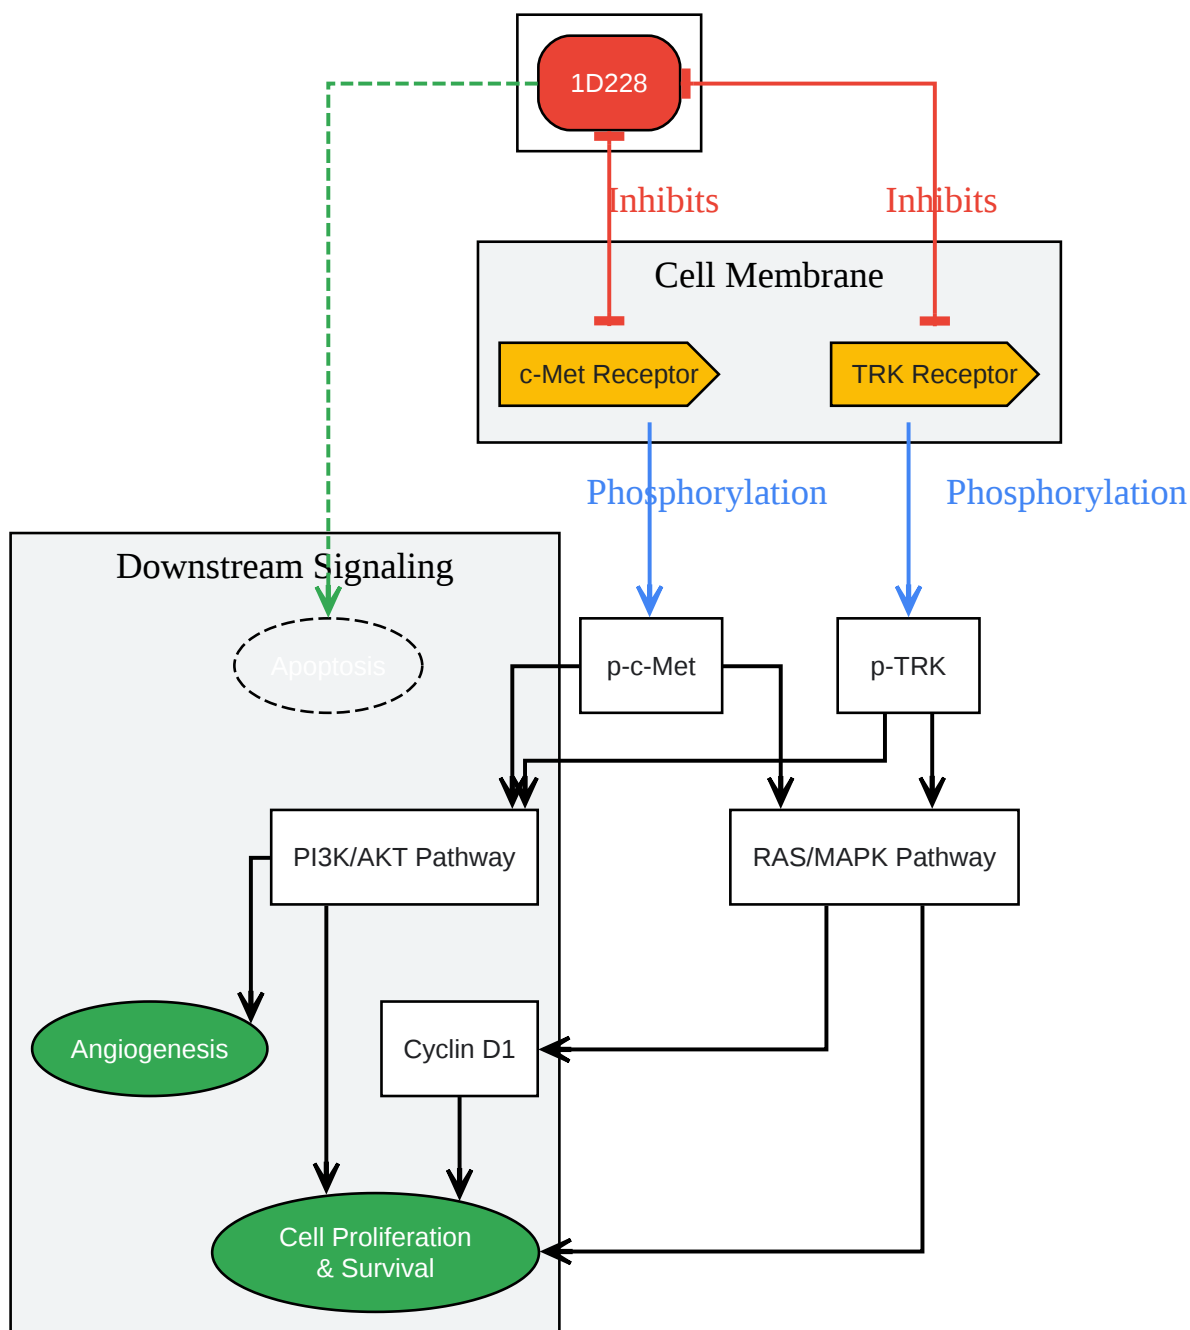 1D228
Inhibits
Inhibits
Cell Membrane
c-Met Receptor
TRK Receptor
Phosphorylation
Phosphorylation
Downstream Signaling
Apoptosis
p-c-Met
p-TRK
PI3K/AKT Pathway
RAS/MAPK Pathway
Angiogenesis
Cyclin D1
Cell Proliferation
& Survival